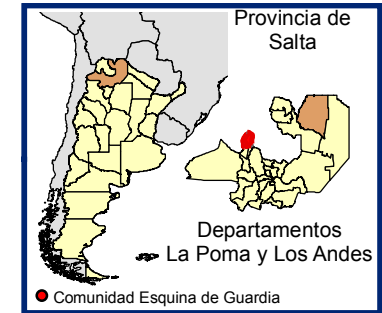 Provincia de
Salta
Departamentos
La Poma y Los Andes
Comunidad Esquina de Guardia